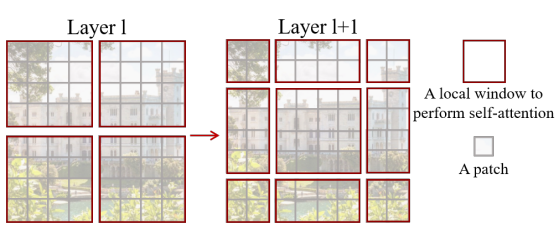 Layer l
Layer l+1
A local window to
perform self-attention
A patch